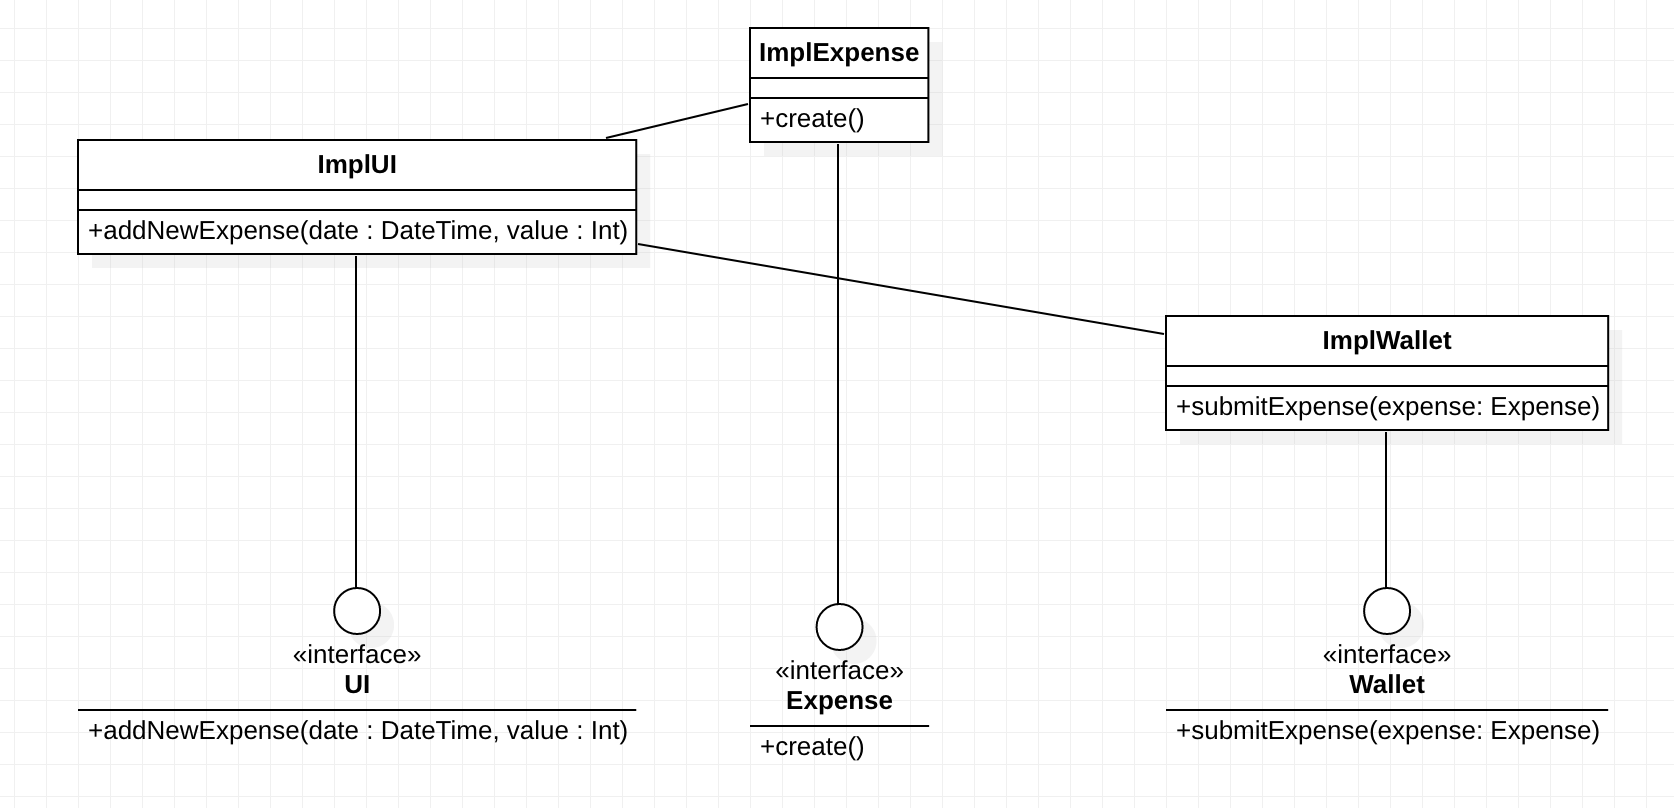 ImplExpense
+create()
ImplUI
+addNewExpense(date : DateTime, value : Int)
ImplWallet
+submitExpense(expense: Expense)
«interface»
UI
+addNewExpense(date : DateTime, value : Int)
«interface»
Expense
+create()
«interface»
Wallet
+submitExpense(expense: Expense)